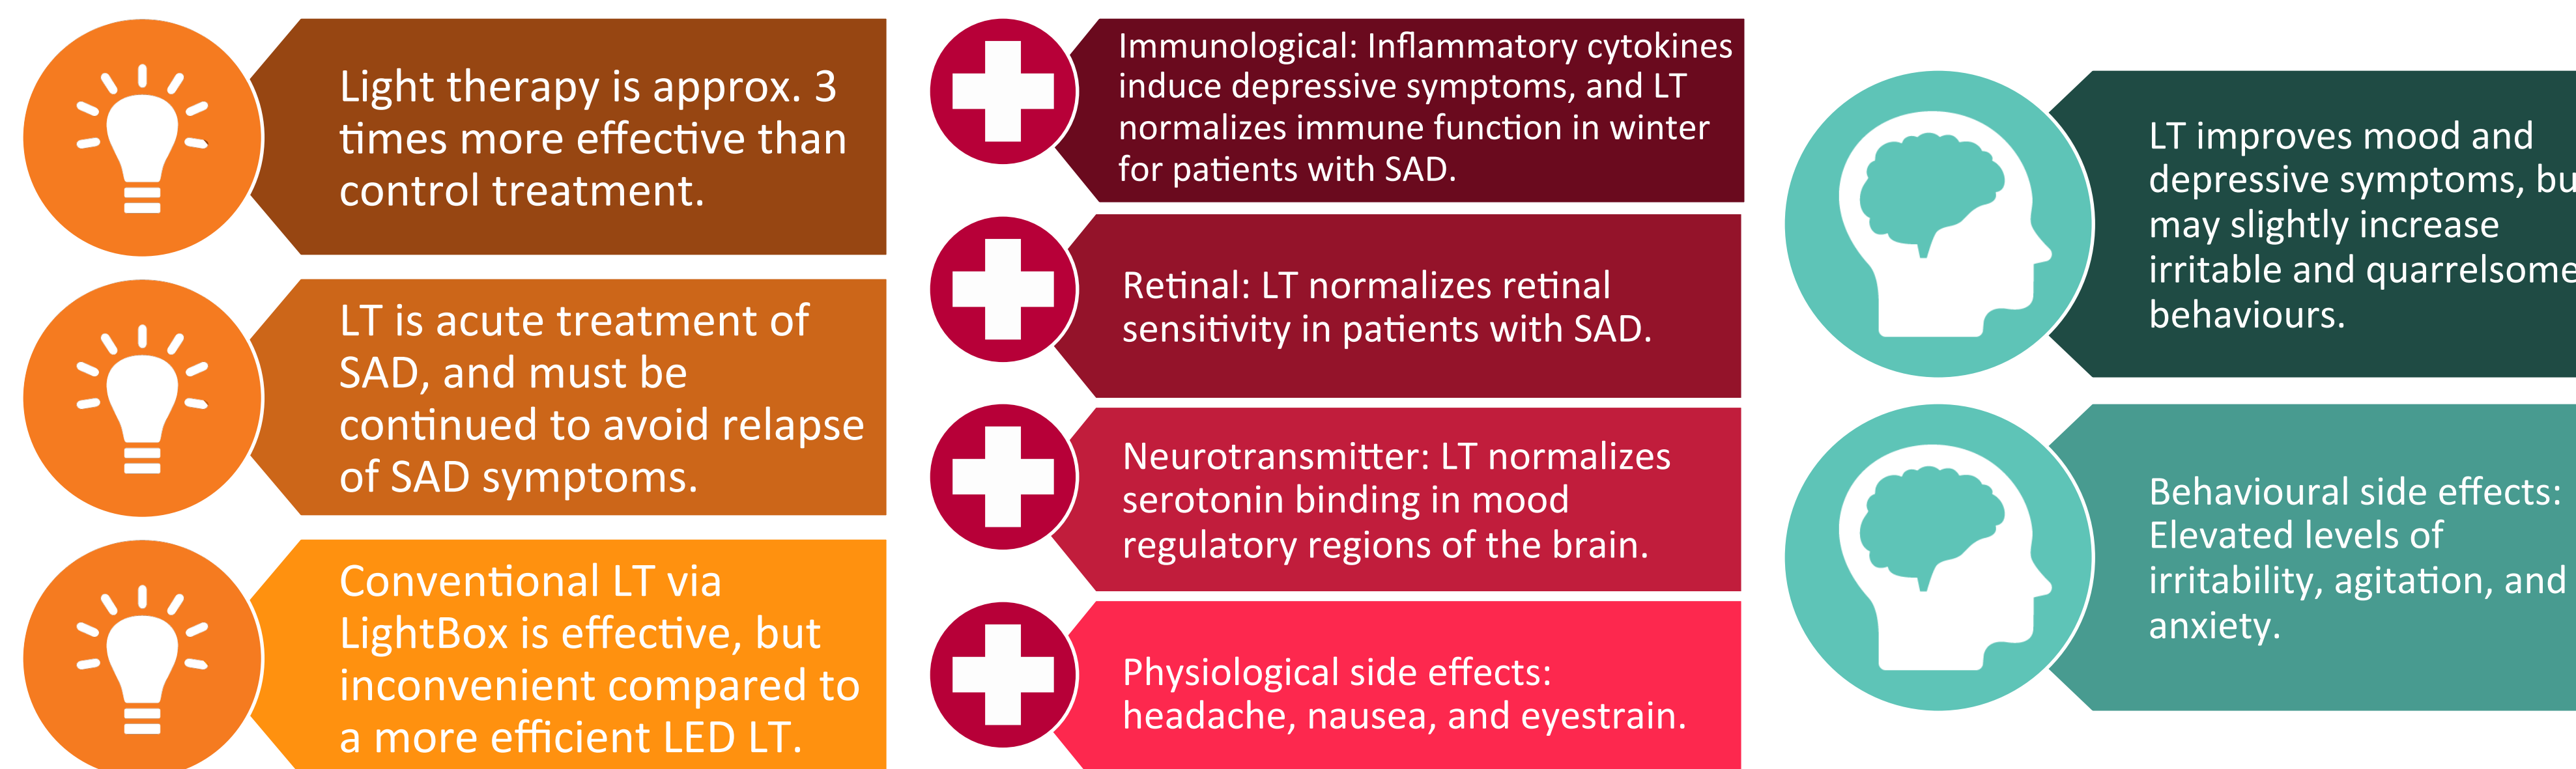 Light therapy is approx. 3
times more effective than
control treatment.
LT is acute treatment of
SAD, and must be
continued to avoid relapse
of SAD symptoms.
Conventional LT via
LightBox is effective, but
inconvenient compared to
a more efficient LED LT.
Immunological: Inflammatory cytokines
induce depressive symptoms, and LT
normalizes immune function in winter
for patients with SAD.
Retinal: LT normalizes retinal
sensitivity in patients with SAD.
Neurotransmitter: LT normalizes
serotonin binding in mood
regulatory regions of the brain.
Physiological side effects:
headache, nausea, and eyestrain.
LT improves mood and
depressive symptoms, bu
may slightly increase
irritable and quarrelsome
behaviours.
Behavioural side effects:
Elevated levels of
irritability, agitation, and
anxiety.